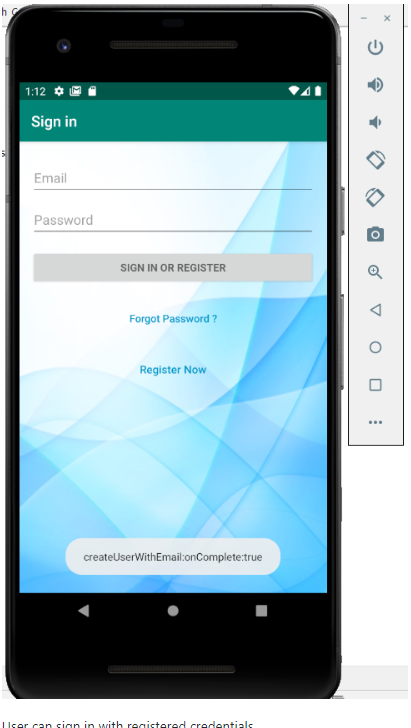 1:12
Sign in
Email
Password
SIGN IN OR REGISTER
Forgot Password ?
Register Now
createUserWithEmail:onComplete:true
User can sign in with registered credentials